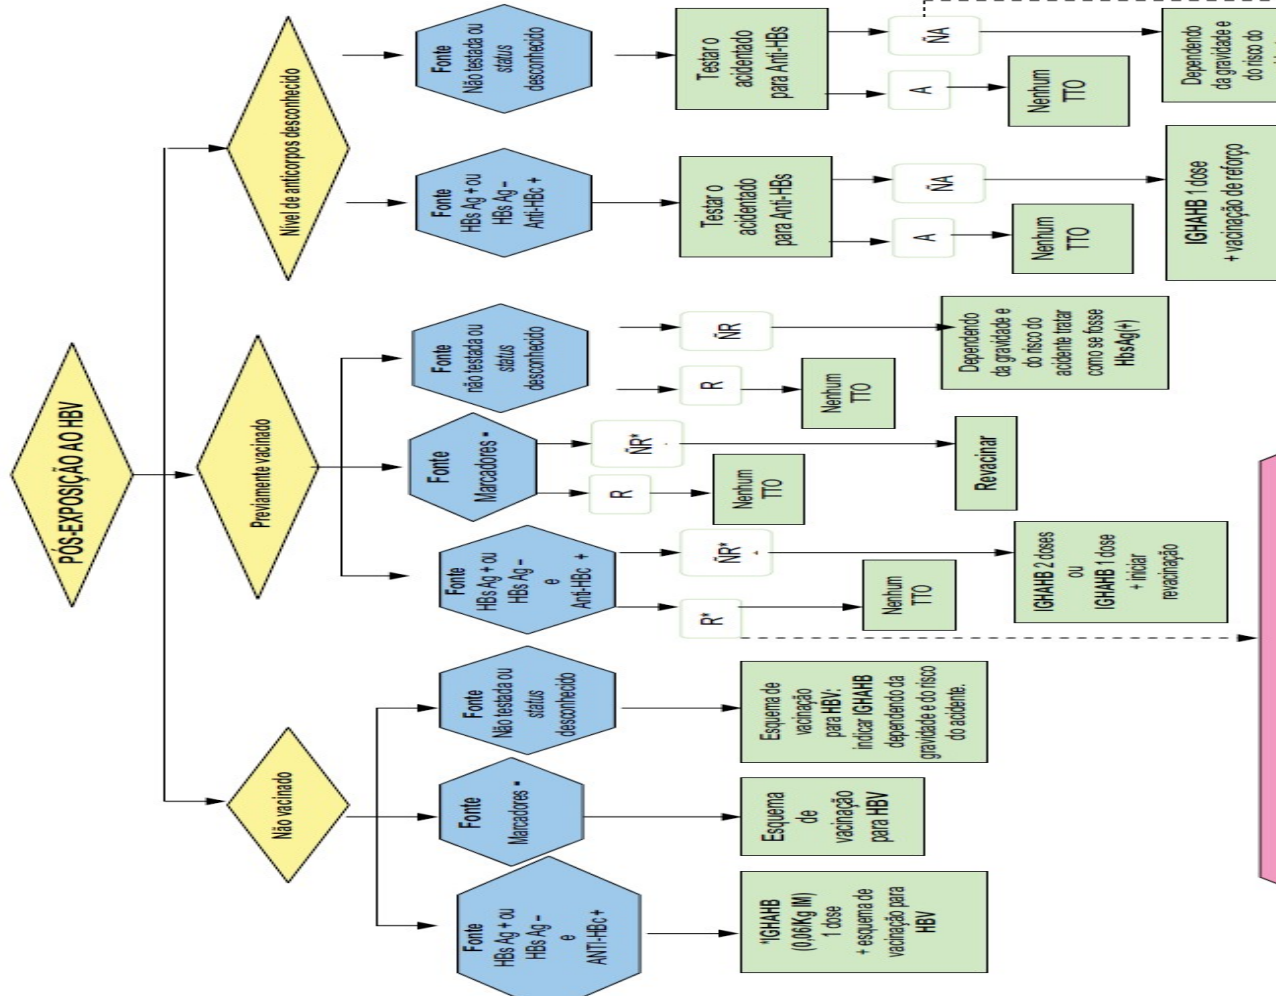 PÓS-EXPOSIÇÃO AO HBV
Não vacinado
Previamente vacinado
Nível de anticorpos desconhecido
Fonte
HBs Ag + ou
HBs Ag –
e
ANTI-HBc +
Fonte
Marcadores -
Fonte
Não testada ou
status
desconhecido
Fonte
HBs Ag + ou
HBs Ag –
e
Anti-HBc +
Fonte
Marcadores -
Fonte
não testada ou
status
desconhecido
Fonte
HBs Ag + ou
HBs Ag –
Anti-HBc +
Fonte
Não testada ou
status
desconhecido
*IGHAHB
(0,06/Kg IM)
1 dose
+ esquema de
vacinação para
HBV
Esquema
de
vacinação
para HBV
Esquema de
vacinação
para HBV:
indicar IGHAHB
dependendo da
gravidade e do risco
do acidente.
R*
ÑR*
Nenhum
TTO
IGHAHB 2 doses
ou
IGHAHB 1 dose
+ iniciar
revacinação
R
ÑR*
Nenhum
TTO
Revacinar
R
ÑR
Nenhum
TTO
Dependendo
da gravidade e
do risco do
acidente tratar
como se fosse
HbsAg(+)
Testar o
acidentado
para Anti-HBs
A
ÑA
Nenhum
TTO
IGHAHB 1 dose
+ vacinação de reforço
Testar o
acidentado
para Anti-HBs
A
ÑA
Nenhum
TTO
Dependendo
da gravidade e
do risco do